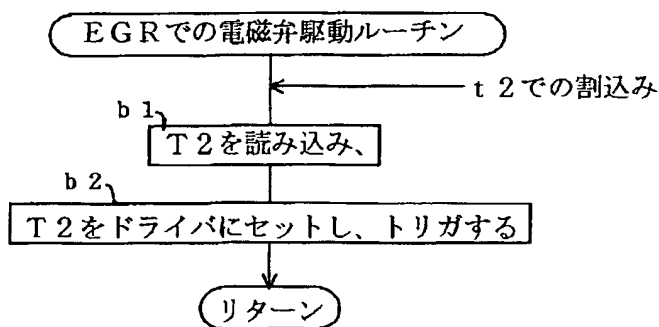 EGRでの電磁弁駆動ルーチン
t2での割込み
b1
T2を読み込み、
b2
T2をドライバにセットし、トリガする
リターン